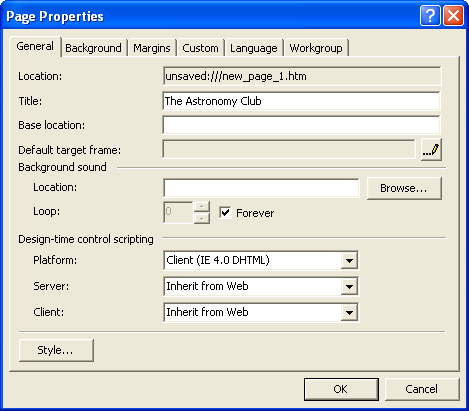 Page Properties
General Background Margins Custom Language Workgroup
Location: unsaved:///new_page_1.htm
Title: The Astronomy Club
Base location:
Default target frame:
Background sound
Location: Browse...
Loop: 0 Forever
Design-time control scripting
Platform: Client (IE 4.0 DHTML)
Server: Inherit from Web
Client: Inherit from Web
Style...
OK Cancel